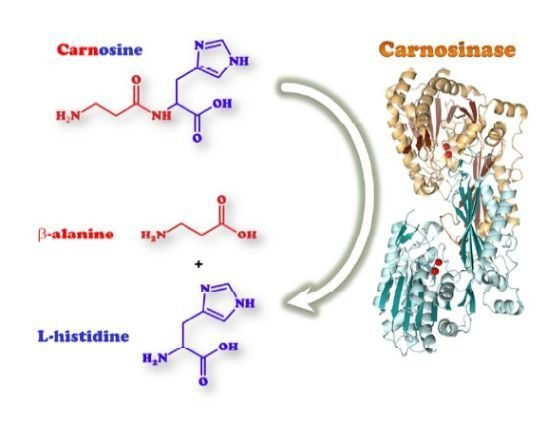 Carnosine
Carnosinase
N
NH
O
OH
H₂N
NH
O
β-alanine
O
H₂N
OH
+
N
NH
L-histidine
H₂N
OH
O